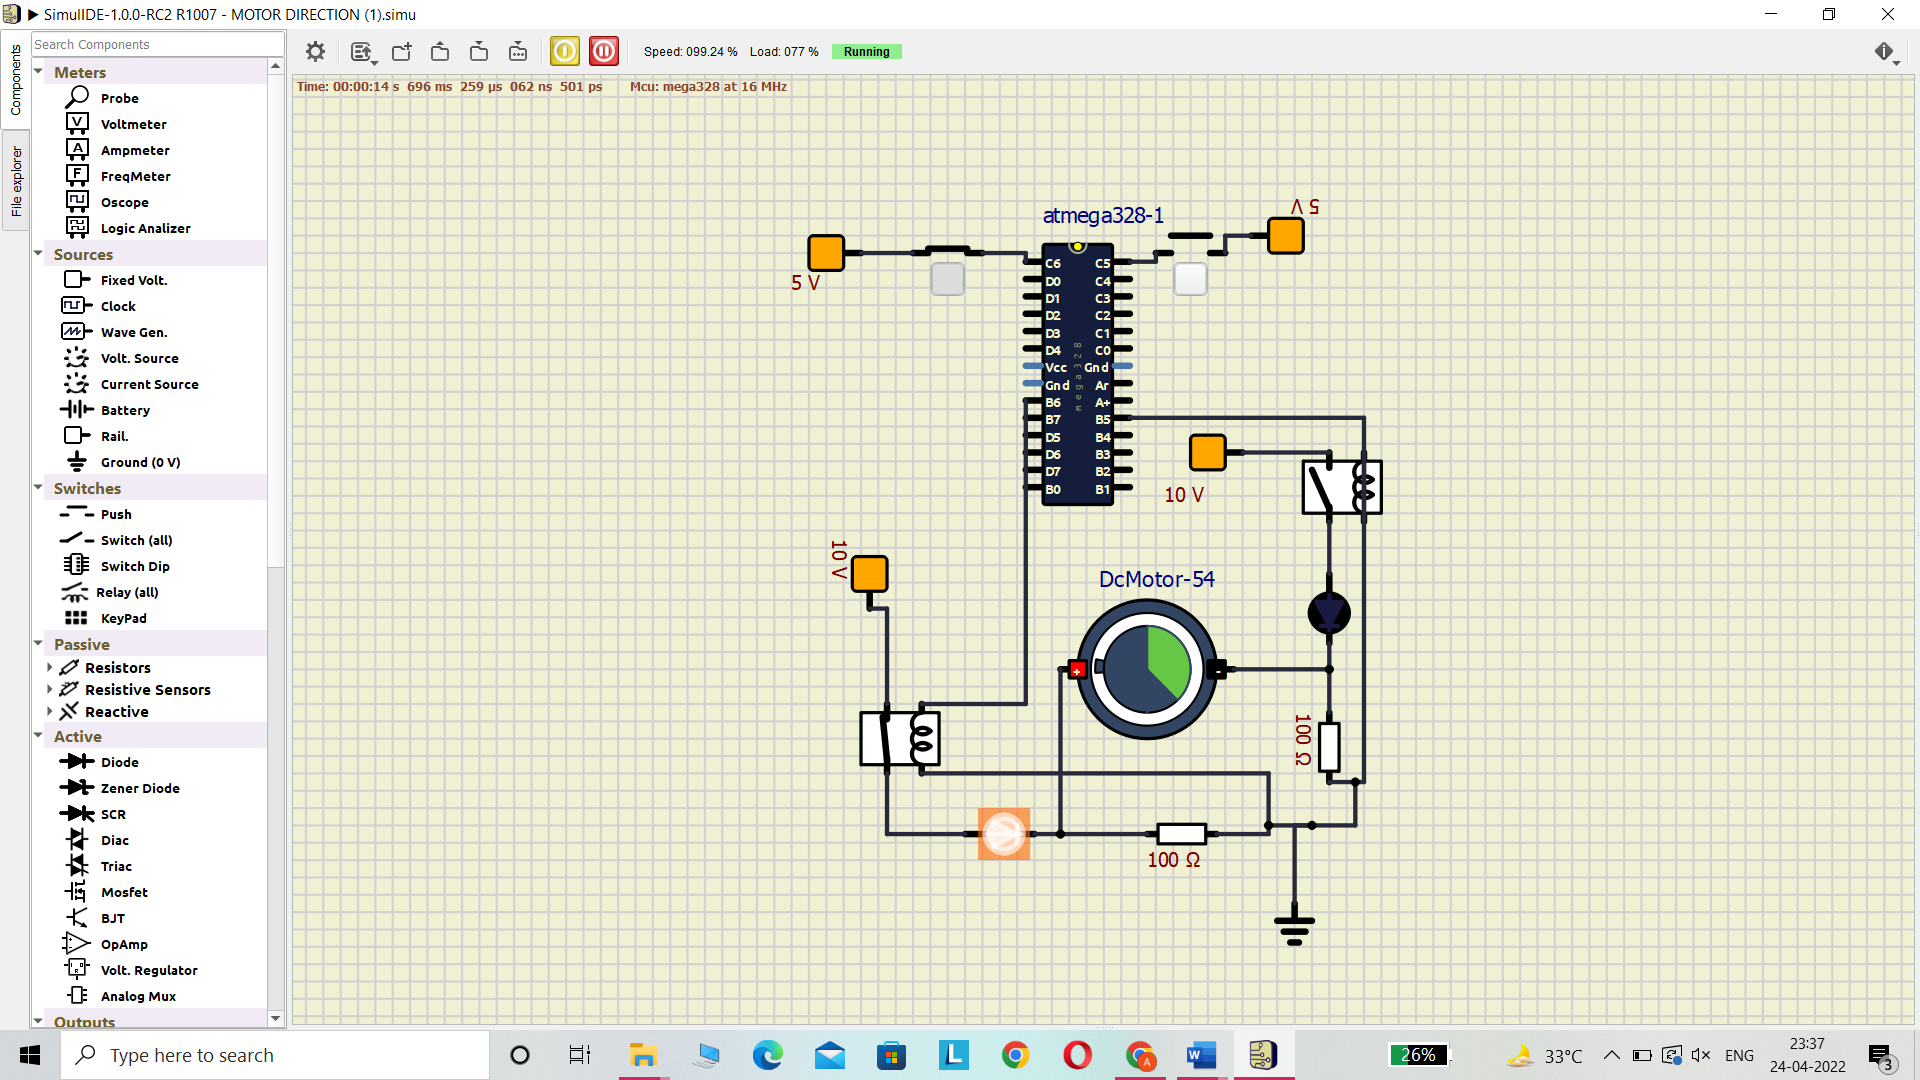 SimulIDE-1.0.0-RC2 R1007 - MOTOR DIRECTION (1).simu
Components
File explorer
Search Components
Speed: 099.24 % Load: 077 % Running
Time: 00:00:14 s 696 ms 259 µs 062 ns 501 ps Mcu: mega328 at 16 MHz
Meters
Probe
Voltmeter
Ampmeter
FreqMeter
Oscope
Logic Analizer
Sources
Fixed Volt.
Clock
Wave Gen.
Volt. Source
Current Source
Battery
Rail.
Ground (0 V)
Switches
Push
Switch (all)
Switch Dip
Relay (all)
KeyPad
Passive
Resistors
Resistive Sensors
Reactive
Active
Diode
Zener Diode
SCR
Diac
Triac
Mosfet
BJT
OpAmp
Volt. Regulator
Analog Mux
Outputs
atmega328-1
5 V
5 V
C6 C5
D0 C4
D1 C3
D2 C2
D3 C1
D4 C0
Vcc Gnd
Gnd Ar
B6 A+
B7 B5
D5 B4
D6 B3
D7 B2
B0 B1
mega328
10 V
10 V
DcMotor-54
+
-
100 Ω
100 Ω
Type here to search
L
A
W
26%
33°C
ENG
23:37
24-04-2022
3